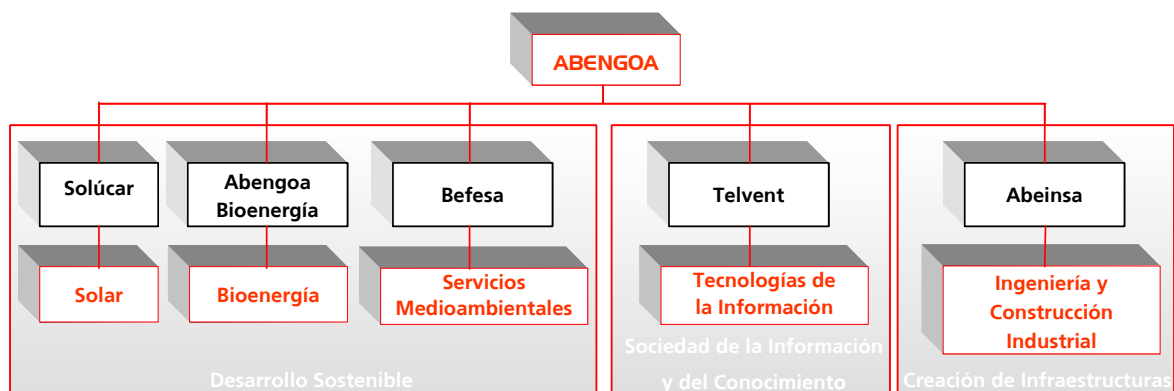 ABENGOA
Solúcar
Abengoa
Bioenergía
Befesa
Telvent
Abeinsa
Solar
Bioenergía
Servicios
Medioambientales
Tecnologías de
la Información
Ingeniería y
Construcción
Industrial
Desarrollo Sostenible
Sociedad de la Información
y del Conocimiento
Creación de Infraestructuras